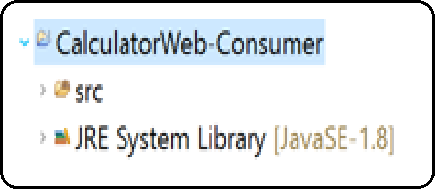 CalculatorWeb-Consumer
src
JRE System Library [JavaSE-1.8]